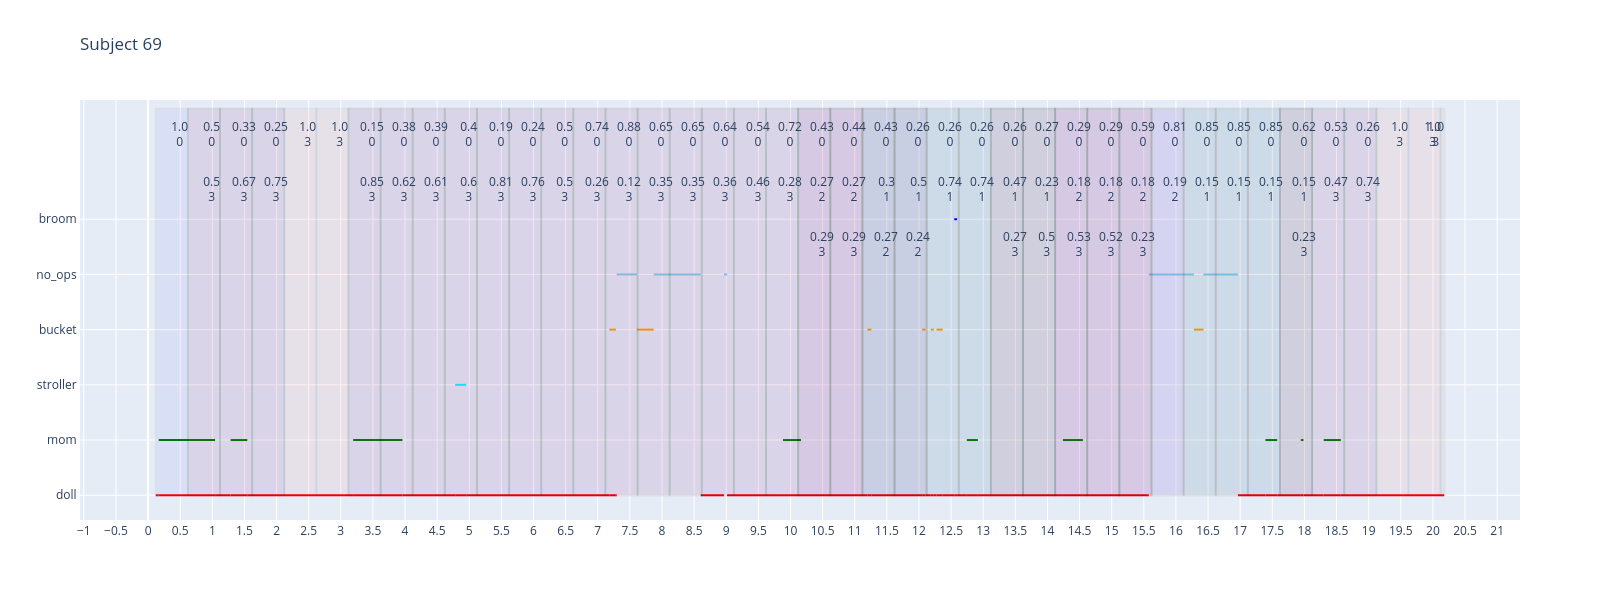 Subject 69
1.0 0.5 0.33 0.25 1.0 1.0 0.15 0.38 0.39 0.4 0.19 0.24 0.5 0.74 0.88 0.65 0.65 0.64 0.54 0.72 0.43 0.44 0.43 0.26 0.26 0.26 0.26 0.27 0.29 0.29 0.59 0.81 0.85 0.85 0.85 0.62 0.53 0.26 1.0
0 0 0 0 3 3 0 0 0 0 0 0 0 0 0 0 0 0 0 0 0 0 0 0 0 0 0 0 0 0 0 0 0 0 0 0 0 0 3
0.5 0.67 0.75 0.85 0.62 0.61 0.6 0.81 0.76 0.5 0.26 0.12 0.35 0.35 0.36 0.46 0.28 0.27 0.27 0.3 0.5 0.74 0.74 0.47 0.23 0.18 0.18 0.18 0.19 0.15 0.15 0.15 0.15 0.47 0.74
3 3 3 3 3 3 3 3 3 3 3 3 3 3 3 3 3 2 2 1 1 1 1 1 1 2 2 2 2 1 1 1 1 3 3
broom
0.29 0.29 0.27 0.24 0.27 0.5 0.53 0.52 0.23 0.23
3 3 2 2 3 3 3 3 3 3
no_ops
bucket
stroller
mom
doll
−1 −0.5 0 0.5 1 1.5 2 2.5 3 3.5 4 4.5 5 5.5 6 6.5 7 7.5 8 8.5 9 9.5 10 10.5 11 11.5 12 12.5 13 13.5 14 14.5 15 15.5 16 16.5 17 17.5 18 18.5 19 19.5 20 20.5 21